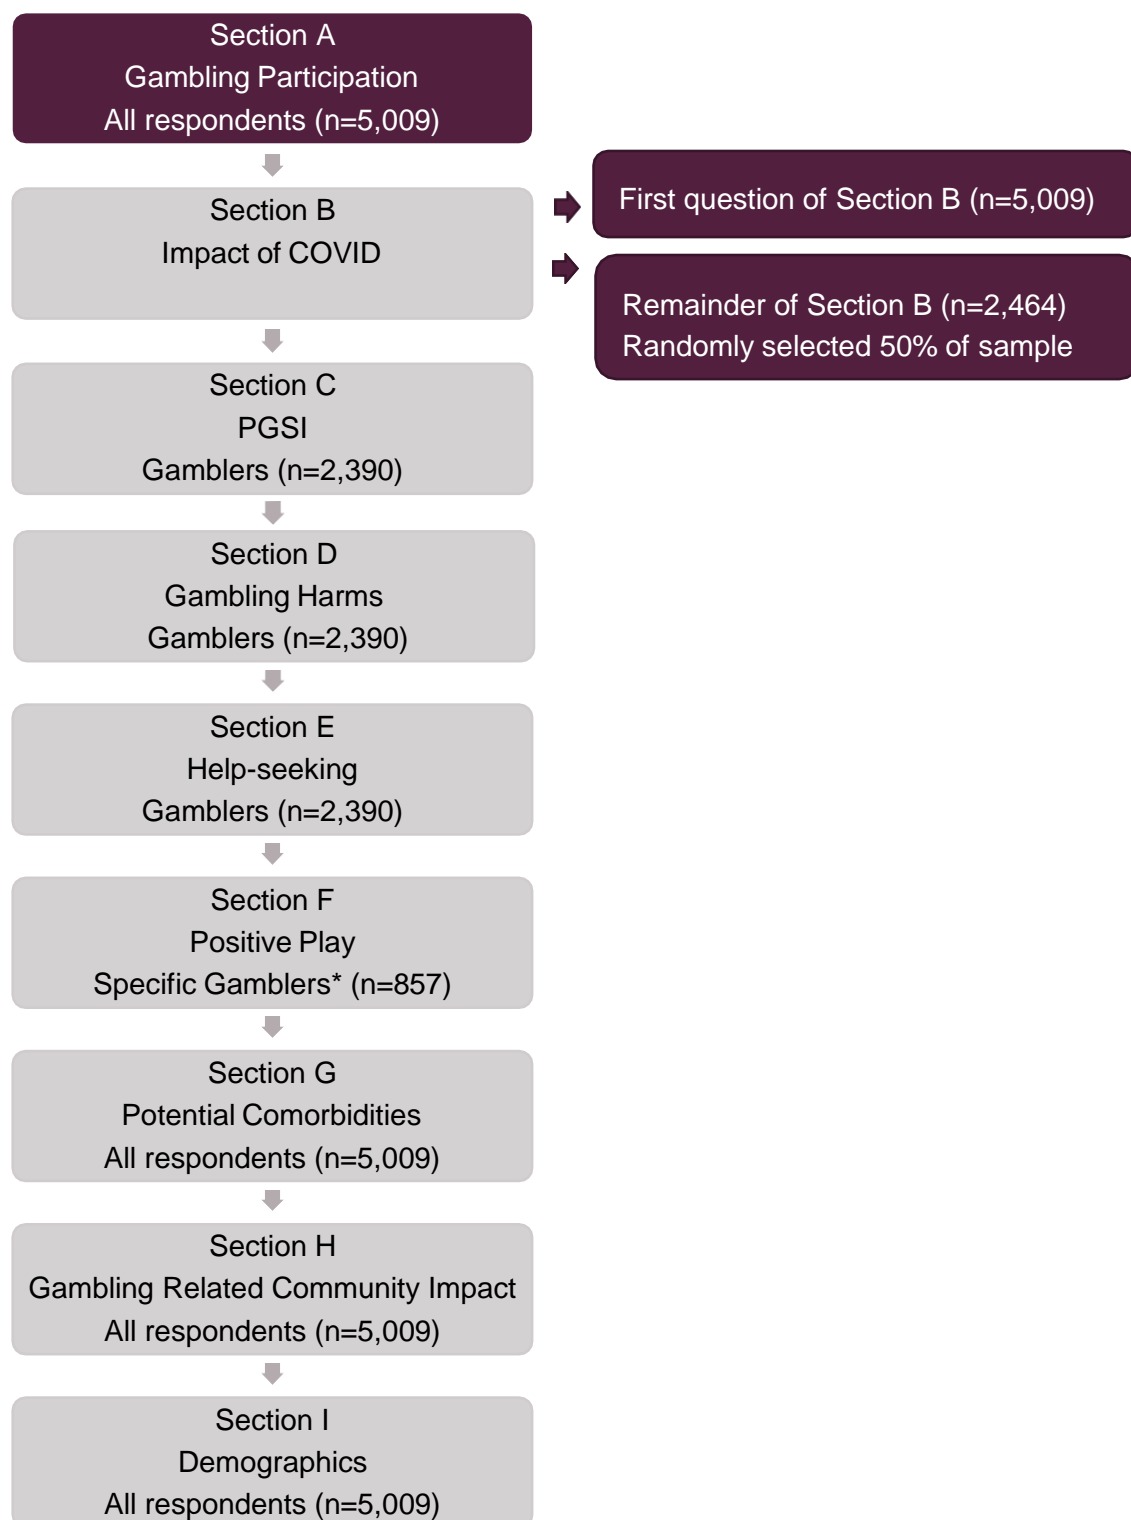 Section A
Gambling Participation
All respondents (n=5,009)
Section B
Impact of COVID
First question of Section B (n=5,009)
Remainder of Section B (n=2,464)
Randomly selected 50% of sample
Section C
PGSI
Gamblers (n=2,390)
Section D
Gambling Harms
Gamblers (n=2,390)
Section E
Help-seeking
Gamblers (n=2,390)
Section F
Positive Play
Specific Gamblers* (n=857)
Section G
Potential Comorbidities
All respondents (n=5,009)
Section H
Gambling Related Community Impact
All respondents (n=5,009)
Section I
Demographics
All respondents (n=5,009)